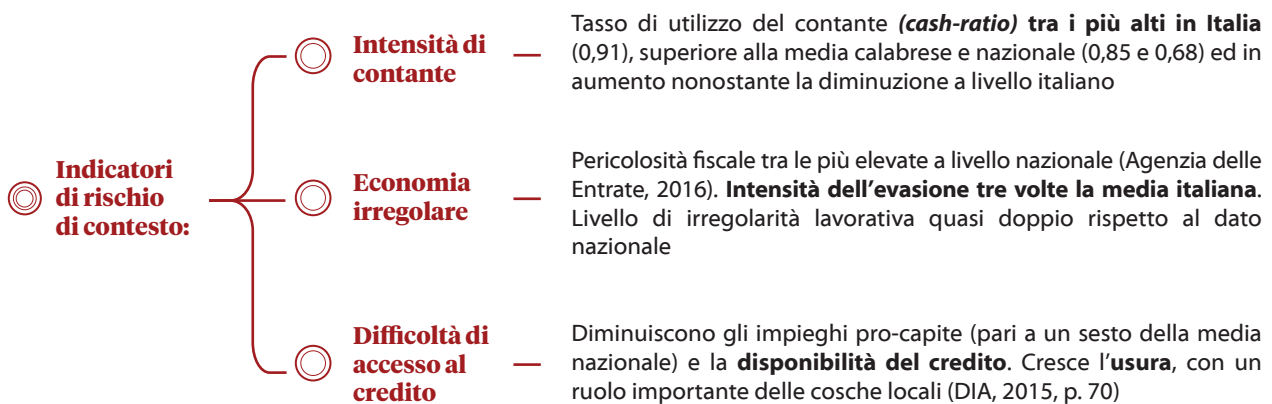 Indicatori
di rischio
di contesto:
Intensità di
contante
Tasso di utilizzo del contante (cash-ratio) tra i più alti in Italia
(0,91), superiore alla media calabrese e nazionale (0,85 e 0,68) ed in
aumento nonostante la diminuzione a livello italiano
Economia
irregolare
Pericolosità fiscale tra le più elevate a livello nazionale (Agenzia delle
Entrate, 2016). Intensità dell’evasione tre volte la media italiana.
Livello di irregolarità lavorativa quasi doppio rispetto al dato
nazionale
Difficoltà di
accesso al
credito
Diminuiscono gli impieghi pro-capite (pari a un sesto della media
nazionale) e la disponibilità del credito. Cresce l’usura, con un
ruolo importante delle cosche locali (DIA, 2015, p. 70)